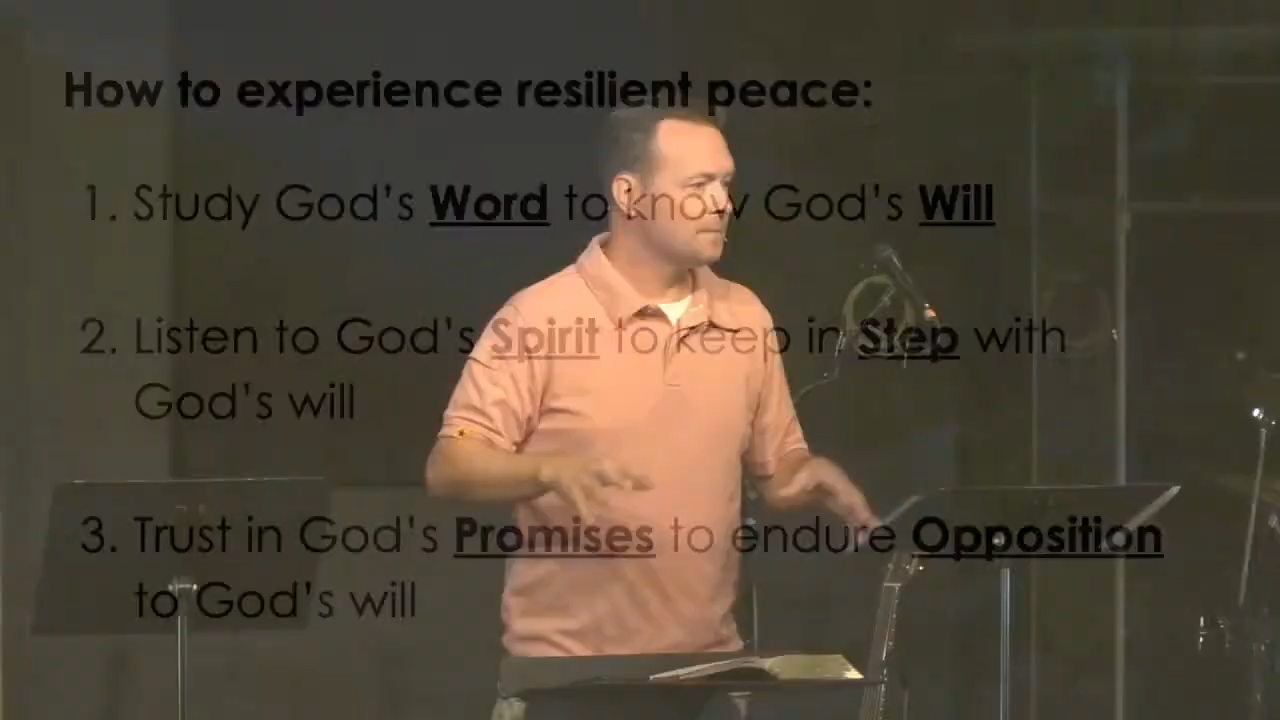 How to experience resilient peace:
1. Study God's Word to know God's Will
2. Listen to God's Spirit to keep in Step with
God's will
3. Trust in God's Promises to endure Opposition
to God's will